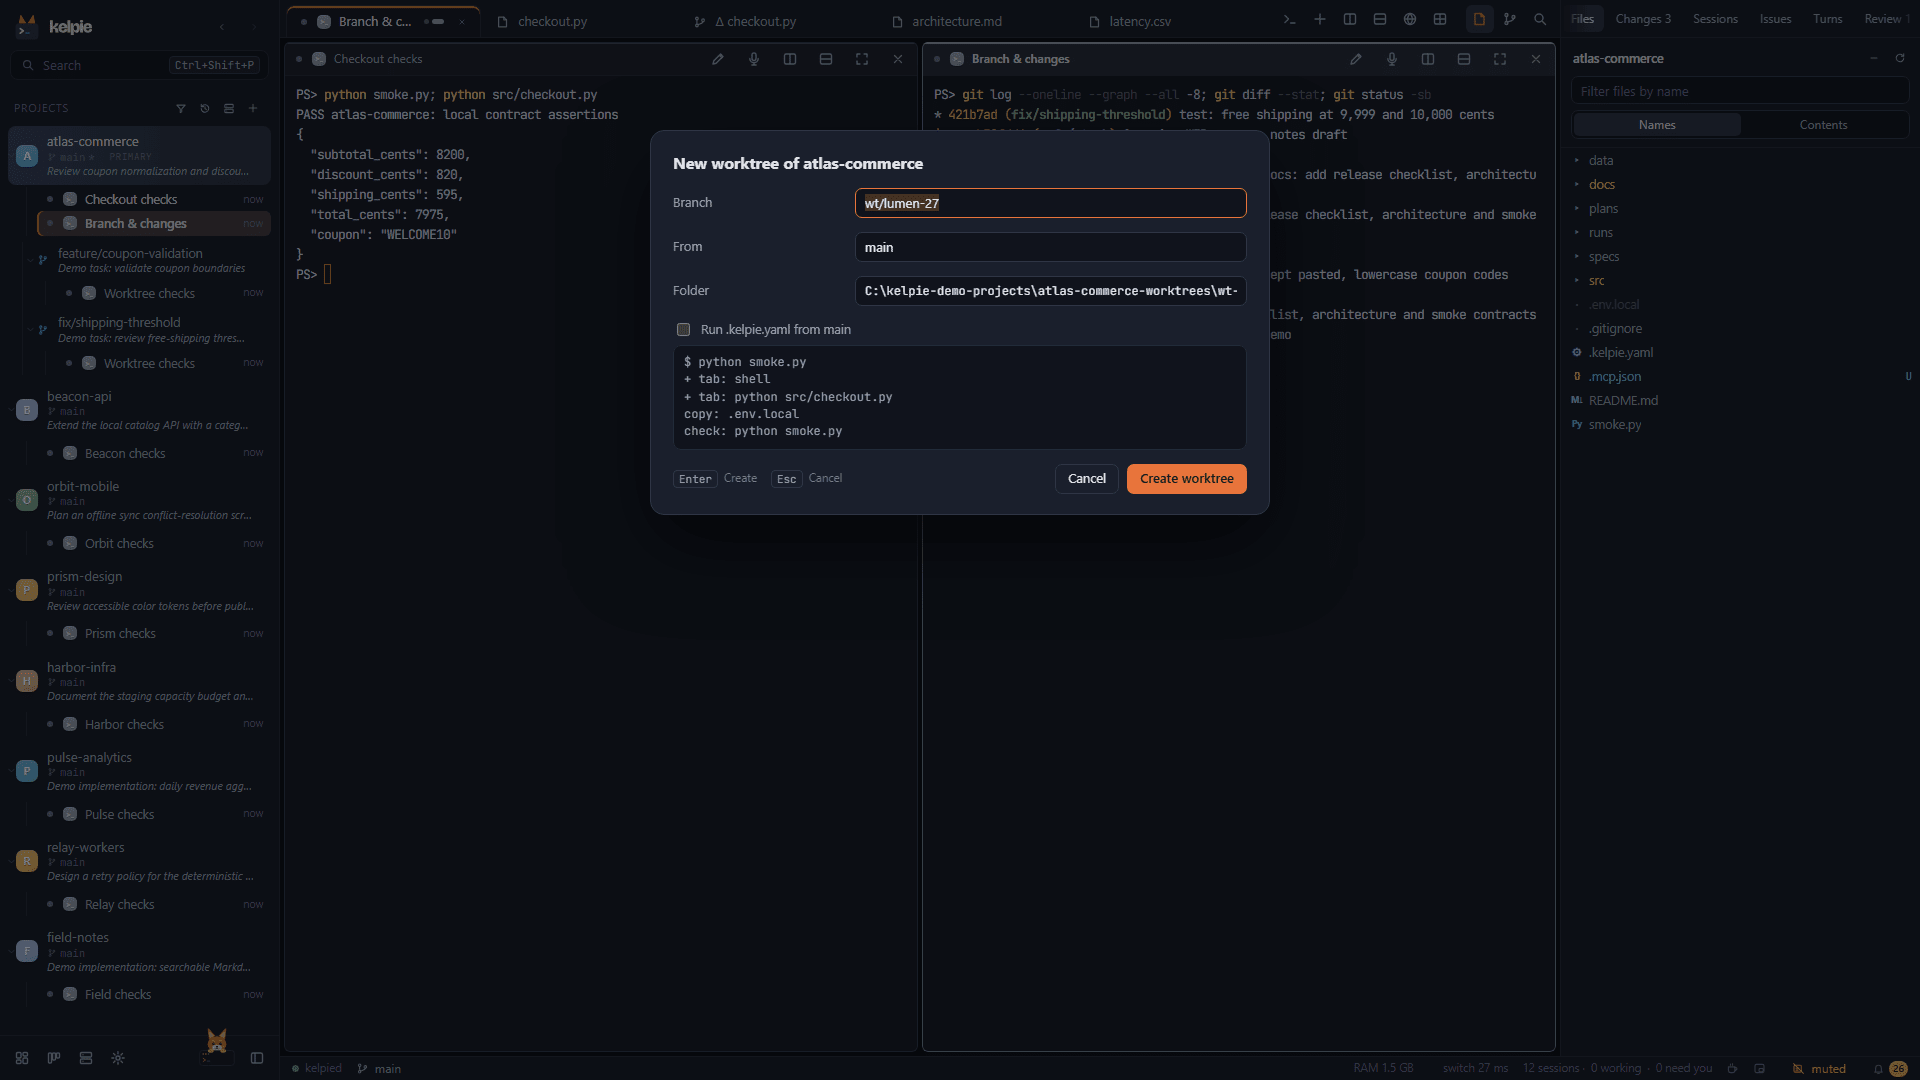 kelpie
Search Ctrl+Shift+P
PROJECTS
A atlas-commerce
main PRIMARY
Review coupon normalization and discou...
Checkout checks now
Branch & changes now
feature/coupon-validation
Demo task: validate coupon boundaries
Worktree checks now
fix/shipping-threshold
Demo task: review free-shipping thres...
Worktree checks now
B beacon-api
main
Extend the local catalog API with a categ...
Beacon checks now
O orbit-mobile
main
Plan an offline sync conflict-resolution scr...
Orbit checks now
P prism-design
main
Review accessible color tokens before publ...
Prism checks now
H harbor-infra
main
Document the staging capacity budget an...
Harbor checks now
P pulse-analytics
main
Demo implementation: daily revenue agg...
Pulse checks now
R relay-workers
main
Design a retry policy for the deterministic ...
Relay checks now
F field-notes
main
Demo implementation: searchable Markd...
Field checks now
Branch & c...
checkout.py
Δ checkout.py
architecture.md
latency.csv
Checkout checks
PS> python smoke.py; python src/checkout.py
PASS atlas-commerce: local contract assertions
{
"subtotal_cents": 8200,
"discount_cents": 820,
"shipping_cents": 595,
"total_cents": 7975,
"coupon": "WELCOME10"
}
PS>
Branch & changes
PS> git log --oneline --graph --all -8; git diff --stat; git status -sb
* 421b7ad (fix/shipping-threshold) test: free shipping at 9,999 and 10,000 cents
notes draft
ocs: add release checklist, architectu
ease checklist, architecture and smoke
ept pasted, lowercase coupon codes
list, architecture and smoke contracts
emo
New worktree of atlas-commerce
Branch wt/lumen-27
From main
Folder C:\kelpie-demo-projects\atlas-commerce-worktrees\wt-
Run .kelpie.yaml from main
$ python smoke.py
+ tab: shell
+ tab: python src/checkout.py
copy: .env.local
check: python smoke.py
Enter Create Esc Cancel
Cancel
Create worktree
Files Changes 3 Sessions Issues Turns Review 1
atlas-commerce
Filter files by name
Names Contents
data
docs
plans
runs
specs
src
.env.local
.gitignore
.kelpie.yaml
{} .mcp.json U
M↓ README.md
Py smoke.py
kelpied main
RAM 1.5 GB switch 27 ms 12 sessions · 0 working · 0 need you muted 26